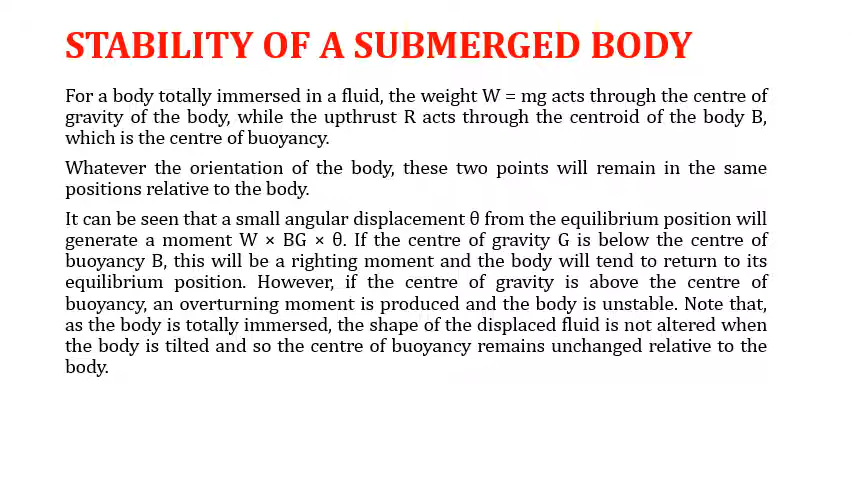 STABILITY OF A SUBMERGED BODY
For a body totally immersed in a fluid, the weight W = mg acts through the centre of
gravity of the body, while the upthrust R acts through the centroid of the body B,
which is the centre of buoyancy.
Whatever the orientation of the body, these two points will remain in the same
positions relative to the body.
It can be seen that a small angular displacement θ from the equilibrium position will
generate a moment W × BG × θ. If the centre of gravity G is below the centre of
buoyancy B, this will be a righting moment and the body will tend to return to its
equilibrium position. However, if the centre of gravity is above the centre of
buoyancy, an overturning moment is produced and the body is unstable. Note that,
as the body is totally immersed, the shape of the displaced fluid is not altered when
the body is tilted and so the centre of buoyancy remains unchanged relative to the
body.